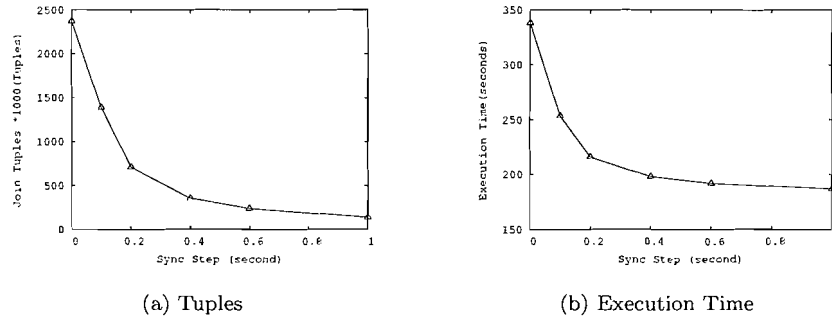 2500
2000
1500
1000
500
0
Join Tuples *1000(Tuples)
0 0.2 0.4 0.6 0.8 1
Sync Step (second)
(a) Tuples
350
300
250
200
150
Execution Time(seconds)
0 0.2 0.4 0.6 0.8
Sync Step (second)
(b) Execution Time